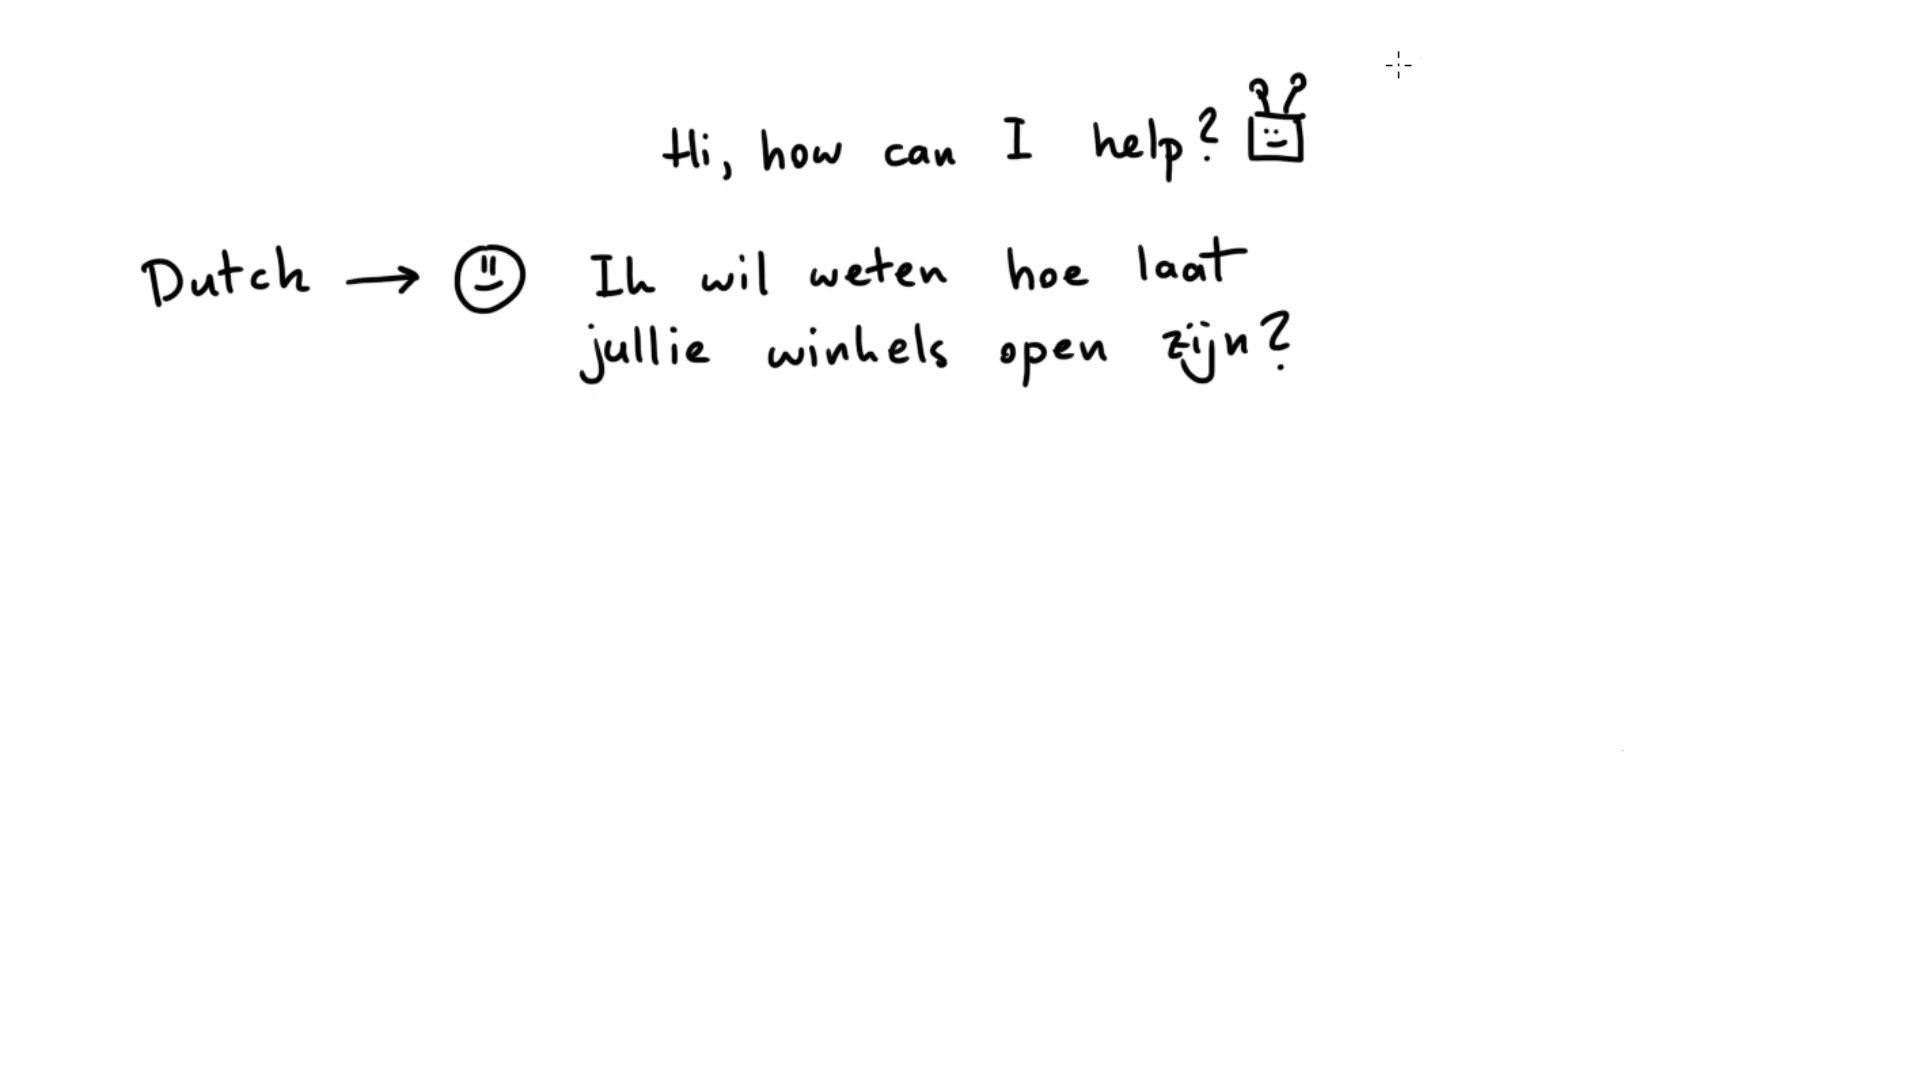 Hi, how can I help?
Dutch → Ik wil weten hoe laat
jullie winkels open zijn?